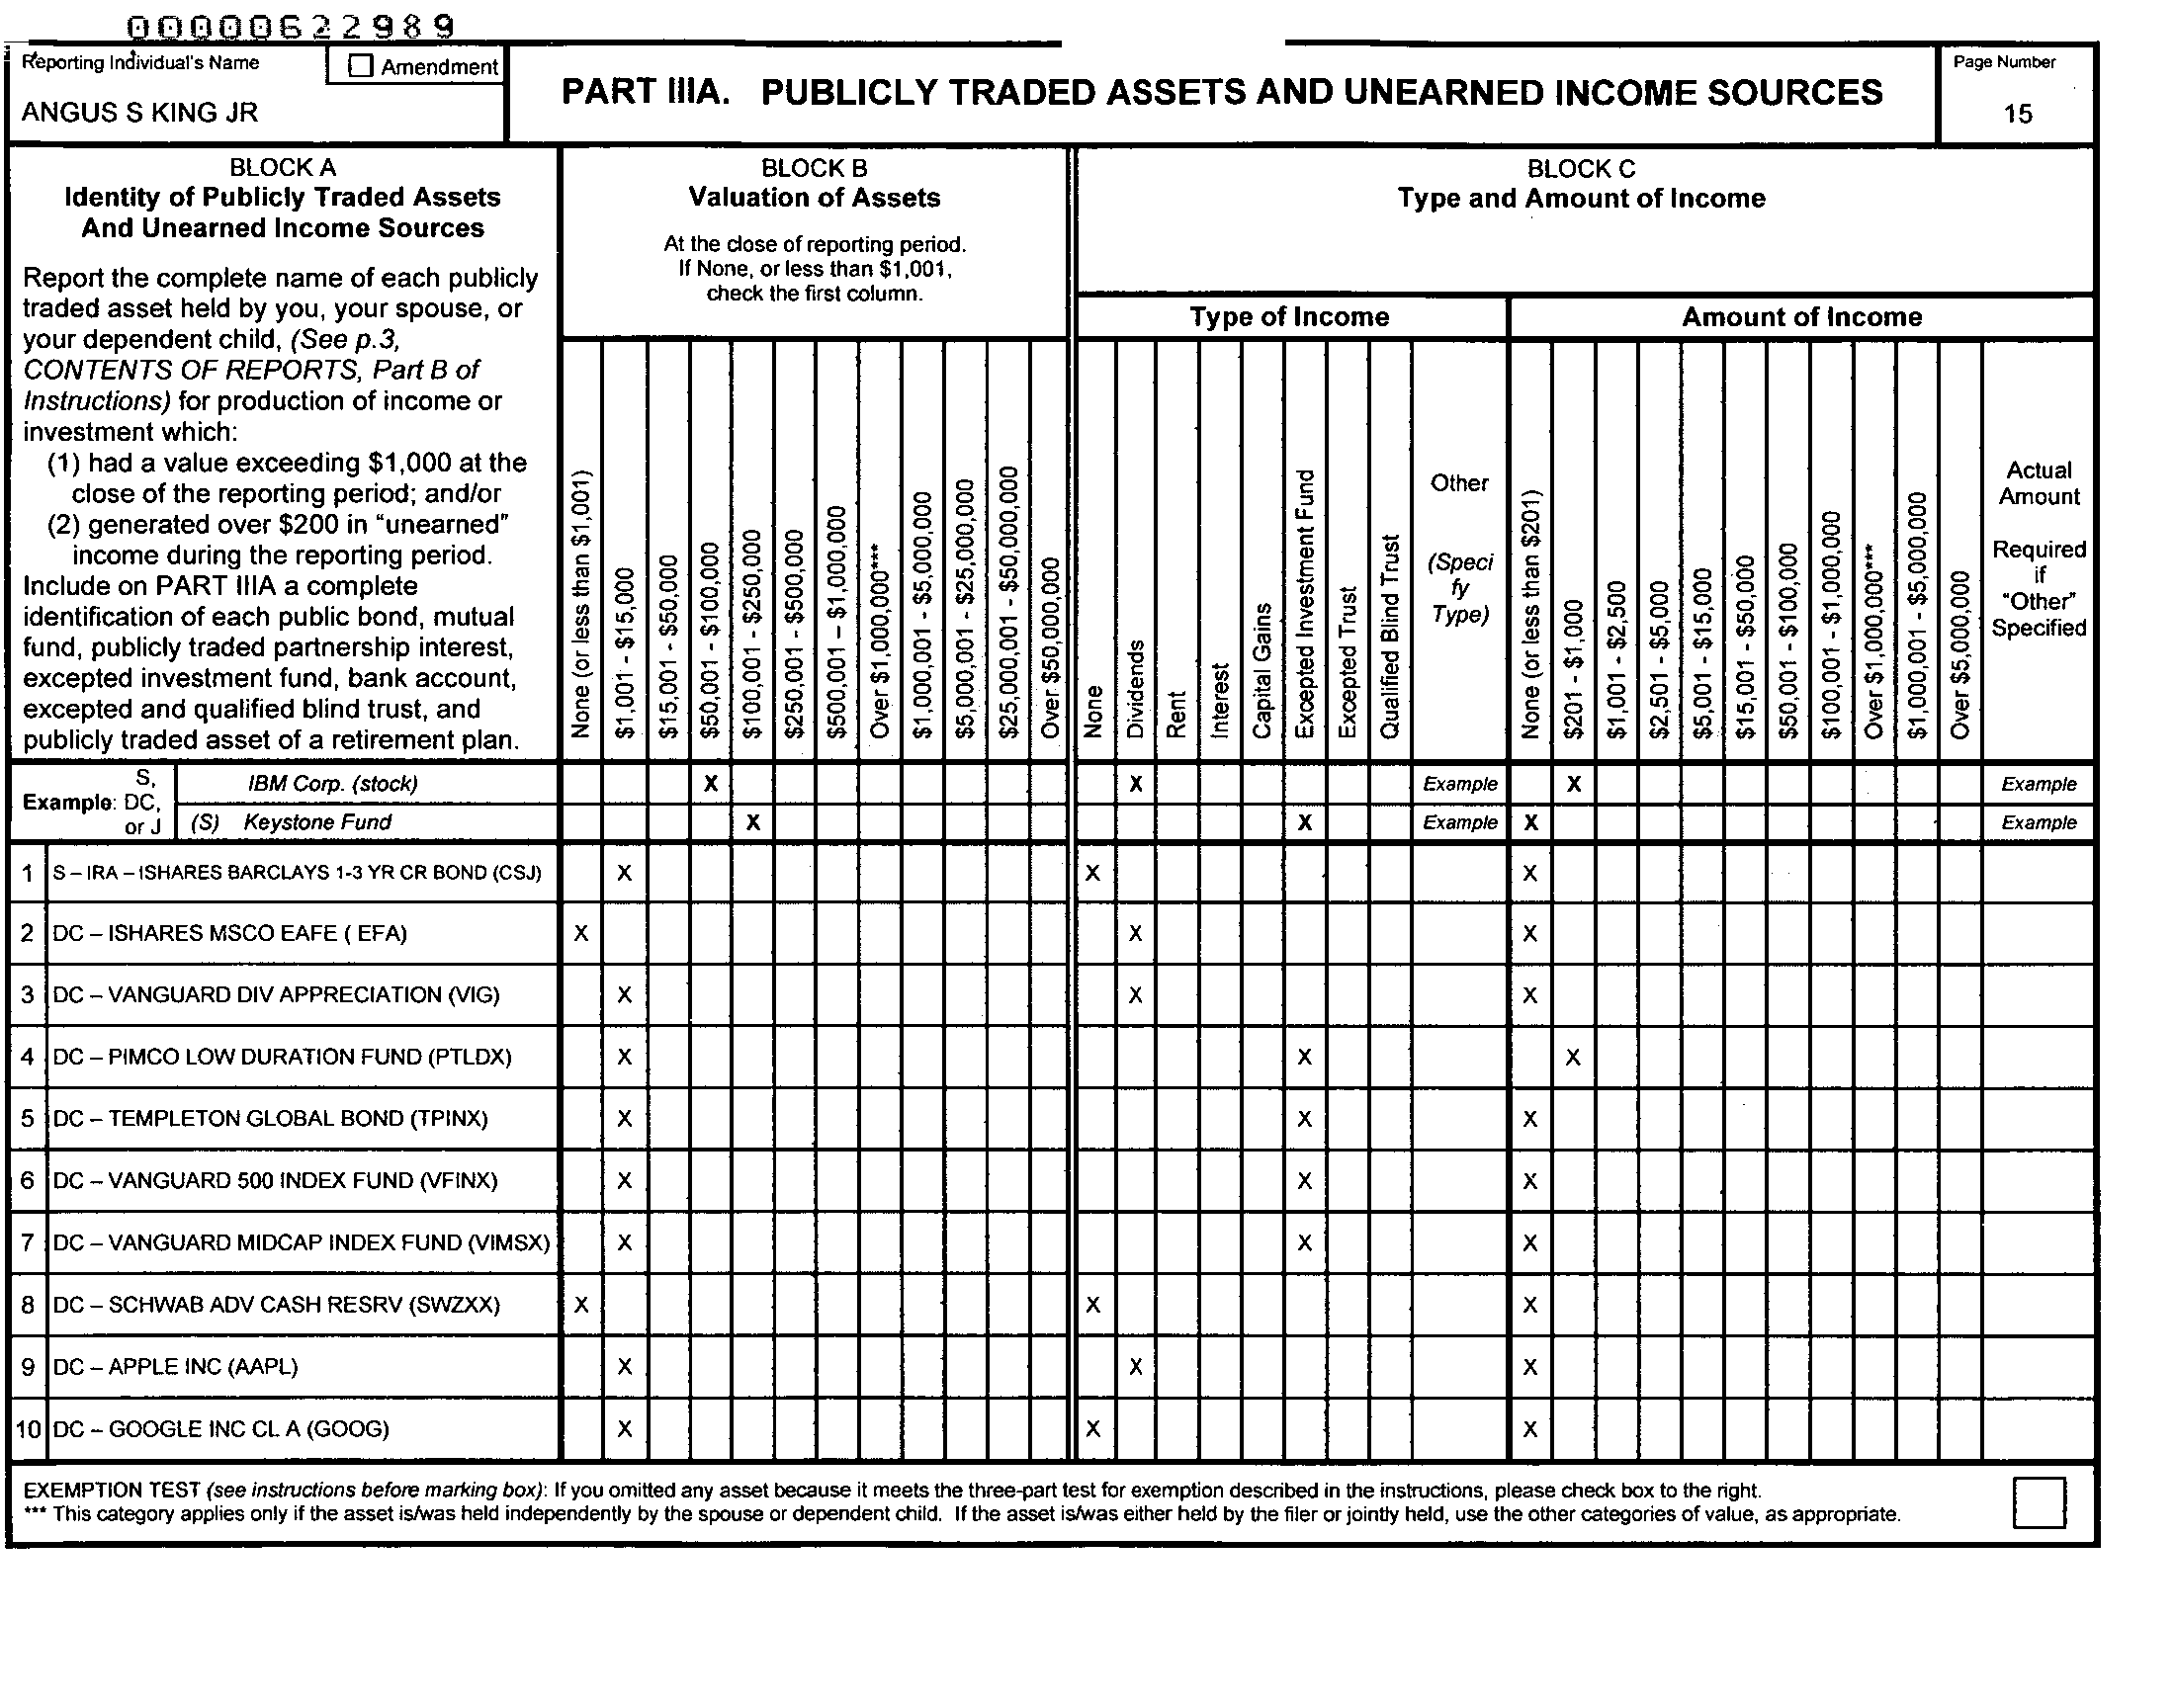 00000622989
Reporting Individual's Name
Amendment
ANGUS S KING JR
PART IIIA. PUBLICLY TRADED ASSETS AND UNEARNED INCOME SOURCES
Page Number
15
BLOCK A
Identity of Publicly Traded Assets
And Unearned Income Sources
Report the complete name of each publicly
traded asset held by you, your spouse, or
your dependent child, (See p.3,
CONTENTS OF REPORTS, Part B of
Instructions) for production of income or
investment which:
(1) had a value exceeding $1,000 at the
close of the reporting period; and/or
(2) generated over $200 in "unearned"
income during the reporting period.
Include on PART IIIA a complete
identification of each public bond, mutual
fund, publicly traded partnership interest,
excepted investment fund, bank account,
excepted and qualified blind trust, and
publicly traded asset of a retirement plan.
BLOCK B
Valuation of Assets
At the close of reporting period.
If None, or less than $1,001,
check the first column.
None (or less than $1,001)
$1,001 - $15,000
$15,001 - $50,000
$50,001 - $100,000
$100,001 - $250,000
$250,001 - $500,000
$500,001 – $1,000,000
Over $1,000,000***
$1,000,001 - $5,000,000
$5,000,001 - $25,000,000
$25,000,001 - $50,000,000
Over $50,000,000
BLOCK C
Type and Amount of Income
Type of Income
None
Dividends
Rent
Interest
Capital Gains
Excepted Investment Fund
Excepted Trust
Qualified Blind Trust
Other
(Speci
fy
Type)
Amount of Income
None (or less than $201)
$201 - $1,000
$1,001 - $2,500
$2,501 - $5,000
$5,001 - $15,000
$15,001 - $50,000
$50,001 - $100,000
$100,001 - $1,000,000
Over $1,000,000***
$1,000,001 - $5,000,000
Over $5,000,000
Actual
Amount
Required
if
"Other"
Specified
Example: S, DC, or J
IBM Corp. (stock) X X Example X Example
(S) Keystone Fund X X Example X Example
1 S – IRA – ISHARES BARCLAYS 1-3 YR CR BOND (CSJ) X X X
2 DC – ISHARES MSCO EAFE ( EFA) X X X
3 DC – VANGUARD DIV APPRECIATION (VIG) X X X
4 DC – PIMCO LOW DURATION FUND (PTLDX) X X X
5 DC – TEMPLETON GLOBAL BOND (TPINX) X X X
6 DC – VANGUARD 500 INDEX FUND (VFINX) X X X
7 DC – VANGUARD MIDCAP INDEX FUND (VIMSX) X X X
8 DC – SCHWAB ADV CASH RESRV (SWZXX) X X X
9 DC – APPLE INC (AAPL) X X X
10 DC – GOOGLE INC CL A (GOOG) X X X
EXEMPTION TEST (see instructions before marking box): If you omitted any asset because it meets the three-part test for exemption described in the instructions, please check box to the right.
*** This category applies only if the asset is/was held independently by the spouse or dependent child. If the asset is/was either held by the filer or jointly held, use the other categories of value, as appropriate.